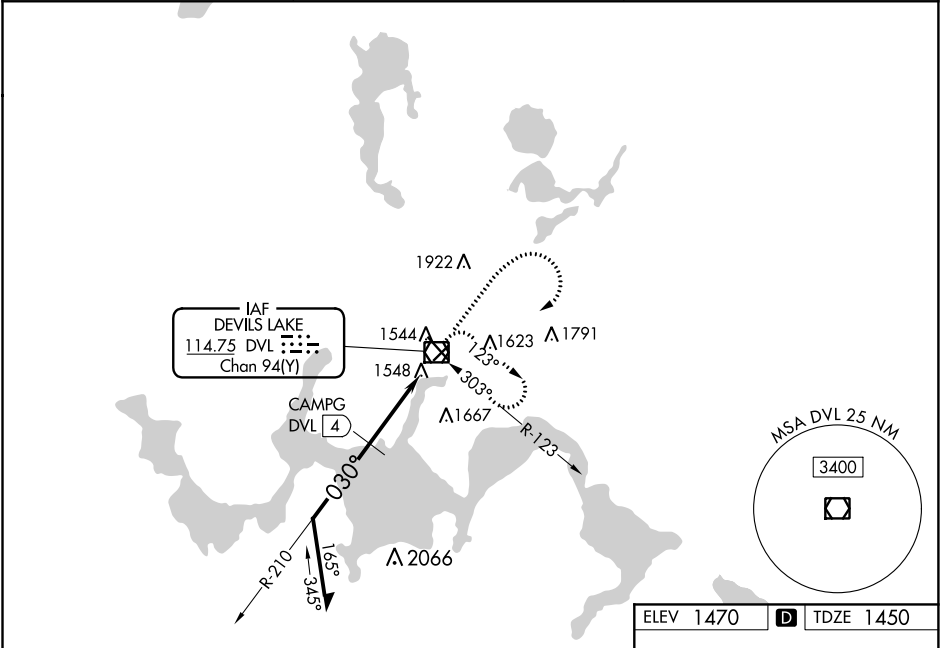 1922
IAF
DEVILS LAKE
114.75 DVL
Chan 94(Y)
1544
1548
1623
1791
123°
303°
1667
R-123
CAMPG
DVL 4
030°
R-210
165°
345°
2066
MSA DVL 25 NM
3400
ELEV 1470 D TDZE 1450